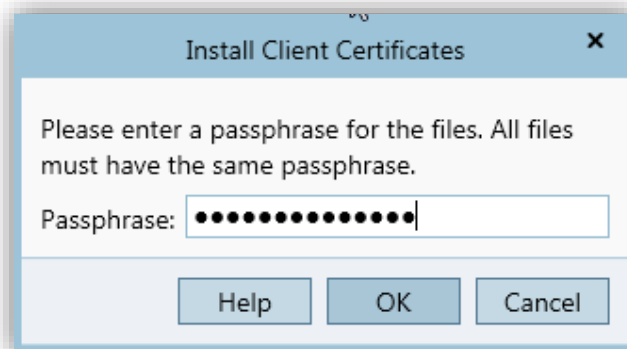 Install Client Certificates
Please enter a passphrase for the files. All files
must have the same passphrase.
Passphrase: ●●●●●●●●●●●●●●
Help OK Cancel